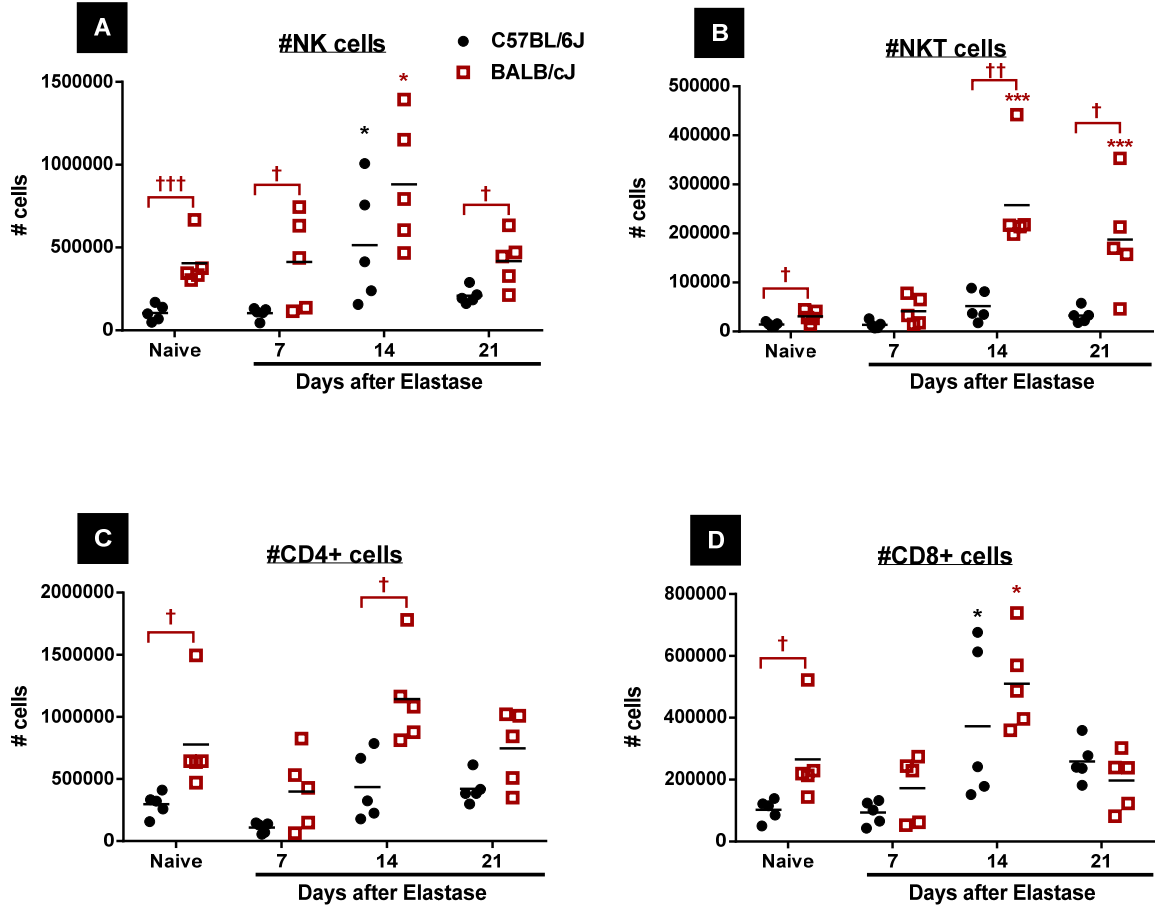 A
#NK cells
C57BL/6J
BALB/cJ
# cells
1500000
1000000
500000
0
†††
†
*
*
†
Naive
7
14
21
Days after Elastase
B
#NKT cells
# cells
500000
400000
300000
200000
100000
0
†
††
***
†
***
Naive
7
14
21
Days after Elastase
C
#CD4+ cells
# cells
2000000
1500000
1000000
500000
0
†
†
Naive
7
14
21
Days after Elastase
D
#CD8+ cells
# cells
800000
600000
400000
200000
0
†
*
*
Naive
7
14
21
Days after Elastase